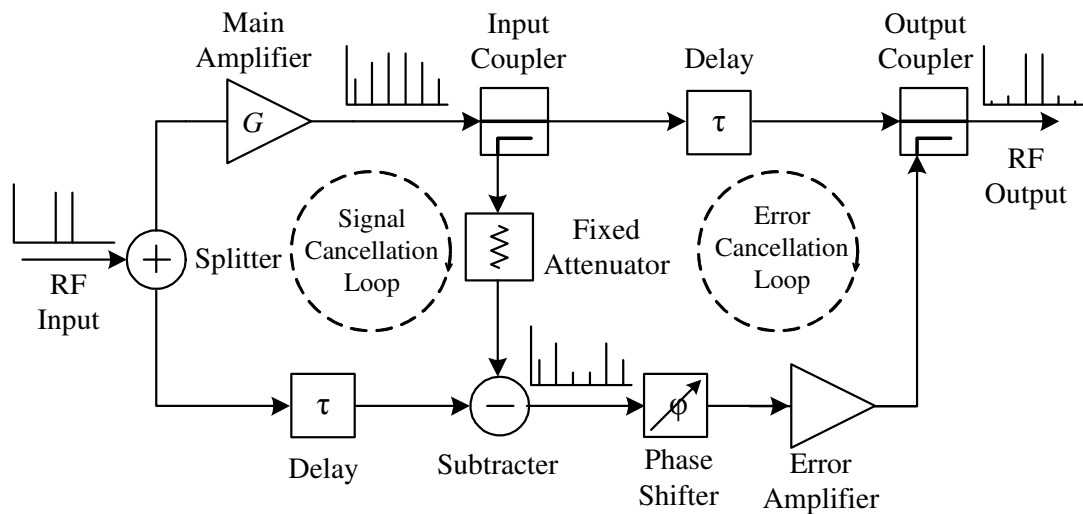 Main
Amplifier
Input
Coupler
Delay
Output
Coupler
G
τ
RF
Output
Signal
Cancellation
Loop
Fixed
Attenuator
Error
Cancellation
Loop
+
Splitter
RF
Input
τ
−
φ
Delay
Subtracter
Phase
Shifter
Error
Amplifier